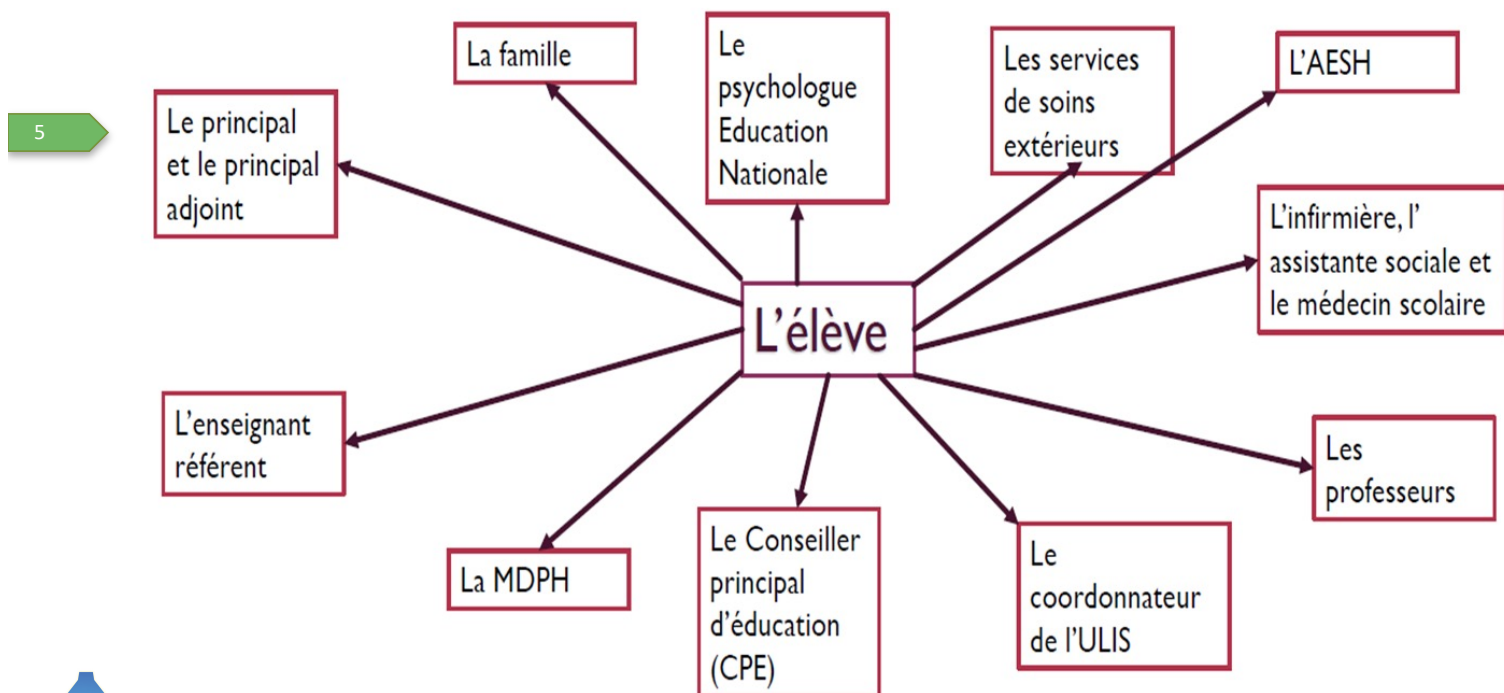 5
La famille
Le
psychologue
Education
Nationale
Les services
de soins
extérieurs
L'AESH
Le principal
et le principal
adjoint
L'infirmière, l'
assistante sociale et
le médecin scolaire
L'élève
L'enseignant
référent
Les
professeurs
La MDPH
Le Conseiller
principal
d'éducation
(CPE)
Le
coordonnateur
de l'ULIS